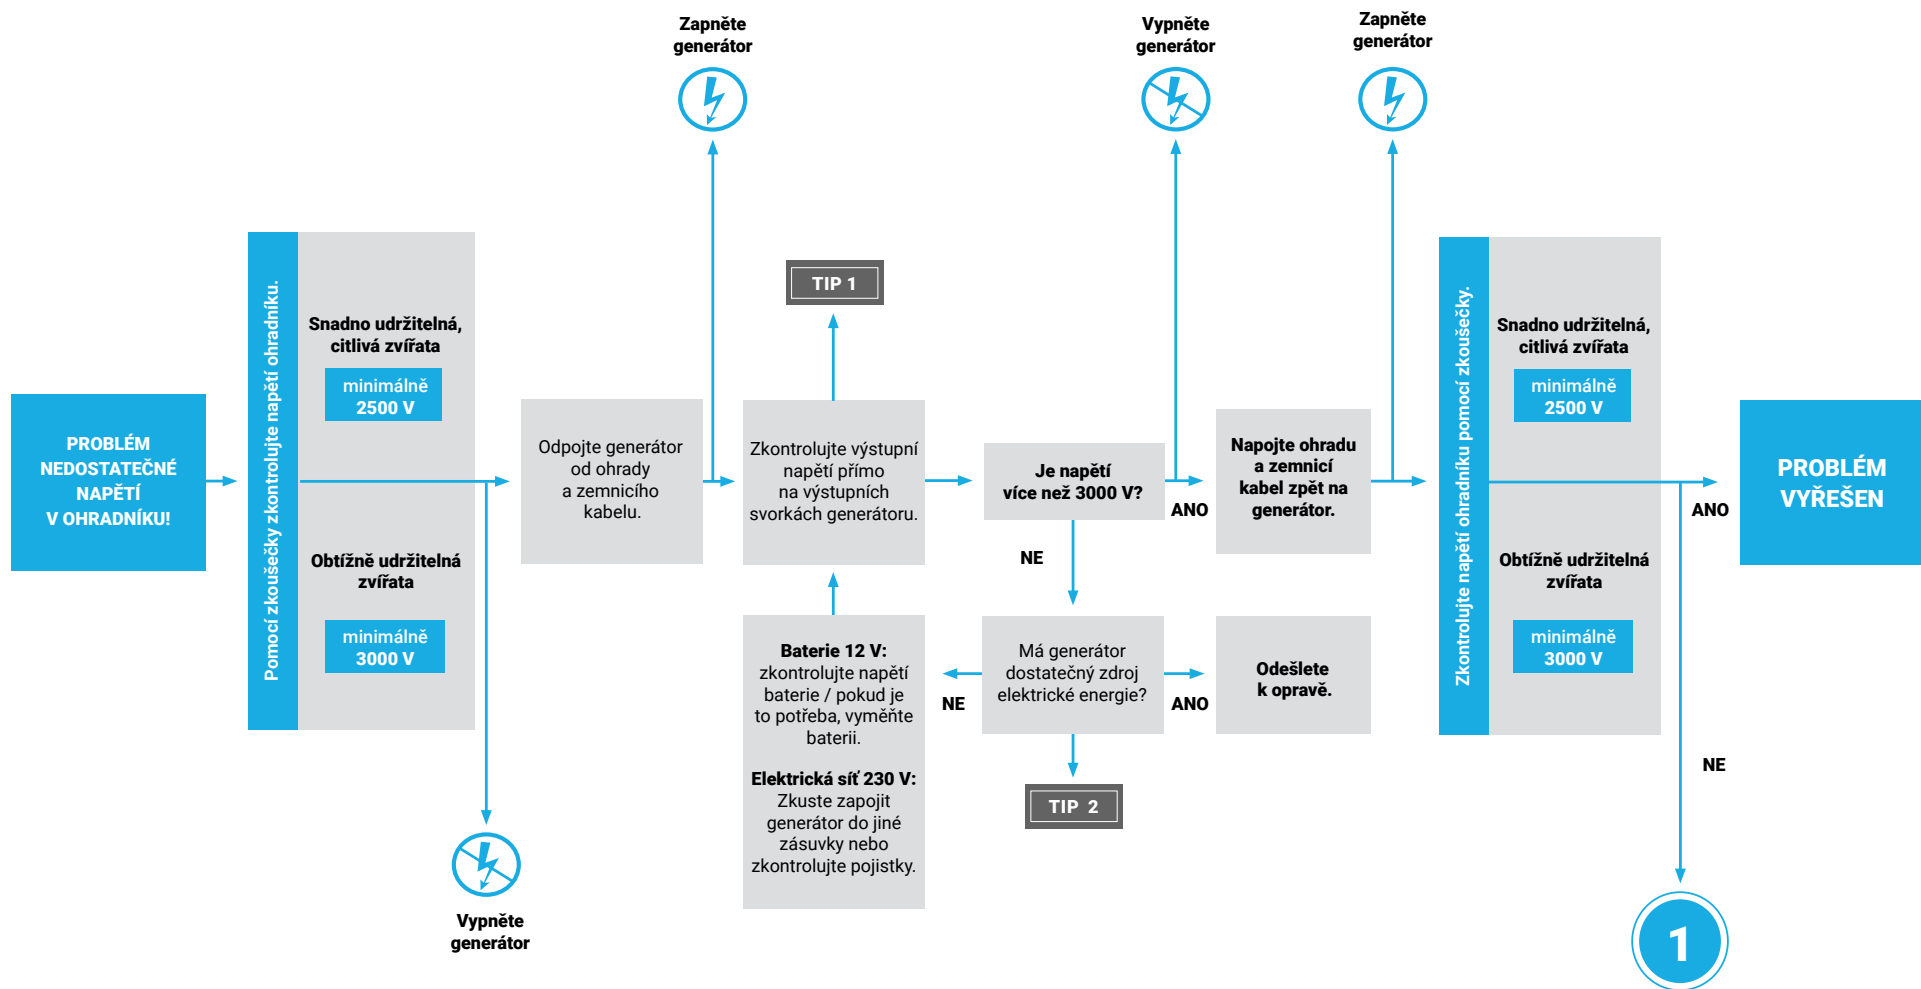 Zapněte
generátor
Vypněte
generátor
Zapněte
generátor
PROBLÉM
NEDOSTATEČNÉ
NAPĚTÍ
V OHRADNÍKU!
Pomocí zkoušečky zkontrolujte napětí ohradníku.
Snadno udržitelná,
citlivá zvířata
minimálně
2500 V
Obtížně udržitelná
zvířata
minimálně
3000 V
Vypněte
generátor
Odpojte generátor
od ohrady
a zemnicího
kabelu.
TIP 1
Zkontrolujte výstupní
napětí přímo
na výstupních
svorkách generátoru.
Baterie 12 V:
zkontrolujte napětí
baterie / pokud je
to potřeba, vyměňte
baterii.
Elektrická síť 230 V:
Zkuste zapojit
generátor do jiné
zásuvky nebo
zkontrolujte pojistky.
Je napětí
více než 3000 V?
ANO
NE
Má generátor
dostatečný zdroj
elektrické energie?
NE
ANO
TIP 2
Napojte ohradu
a zemnicí
kabel zpět na
generátor.
Odešlete
k opravě.
Zkontrolujte napětí ohradníku pomocí zkoušečky.
Snadno udržitelná,
citlivá zvířata
minimálně
2500 V
Obtížně udržitelná
zvířata
minimálně
3000 V
ANO
NE
PROBLÉM
VYŘEŠEN
1